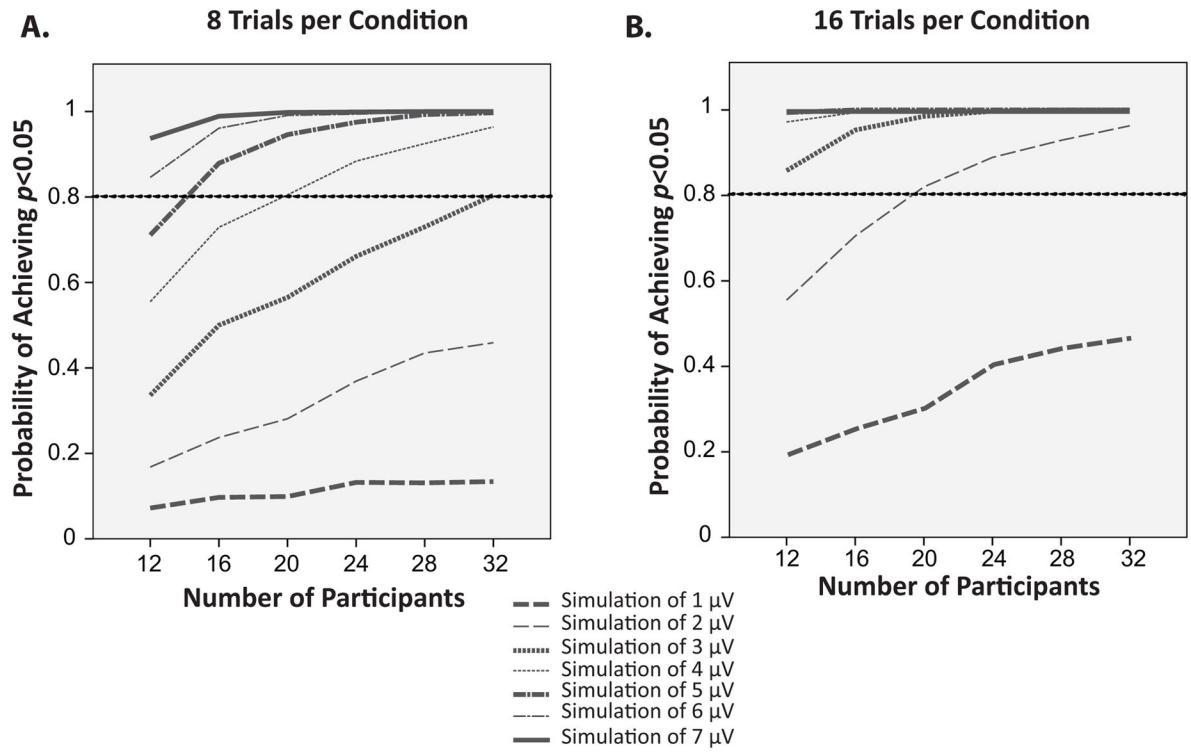 A.
8 Trials per Condition
Probability of Achieving p<0.05
1
0.8
0.6
0.4
0.2
0
12 16 20 24 28 32
Number of Participants
B.
16 Trials per Condition
Probability of Achieving p<0.05
1
0.8
0.6
0.4
0.2
0
12 16 20 24 28 32
Number of Participants
Simulation of 1 µV
Simulation of 2 µV
Simulation of 3 µV
Simulation of 4 µV
Simulation of 5 µV
Simulation of 6 µV
Simulation of 7 µV